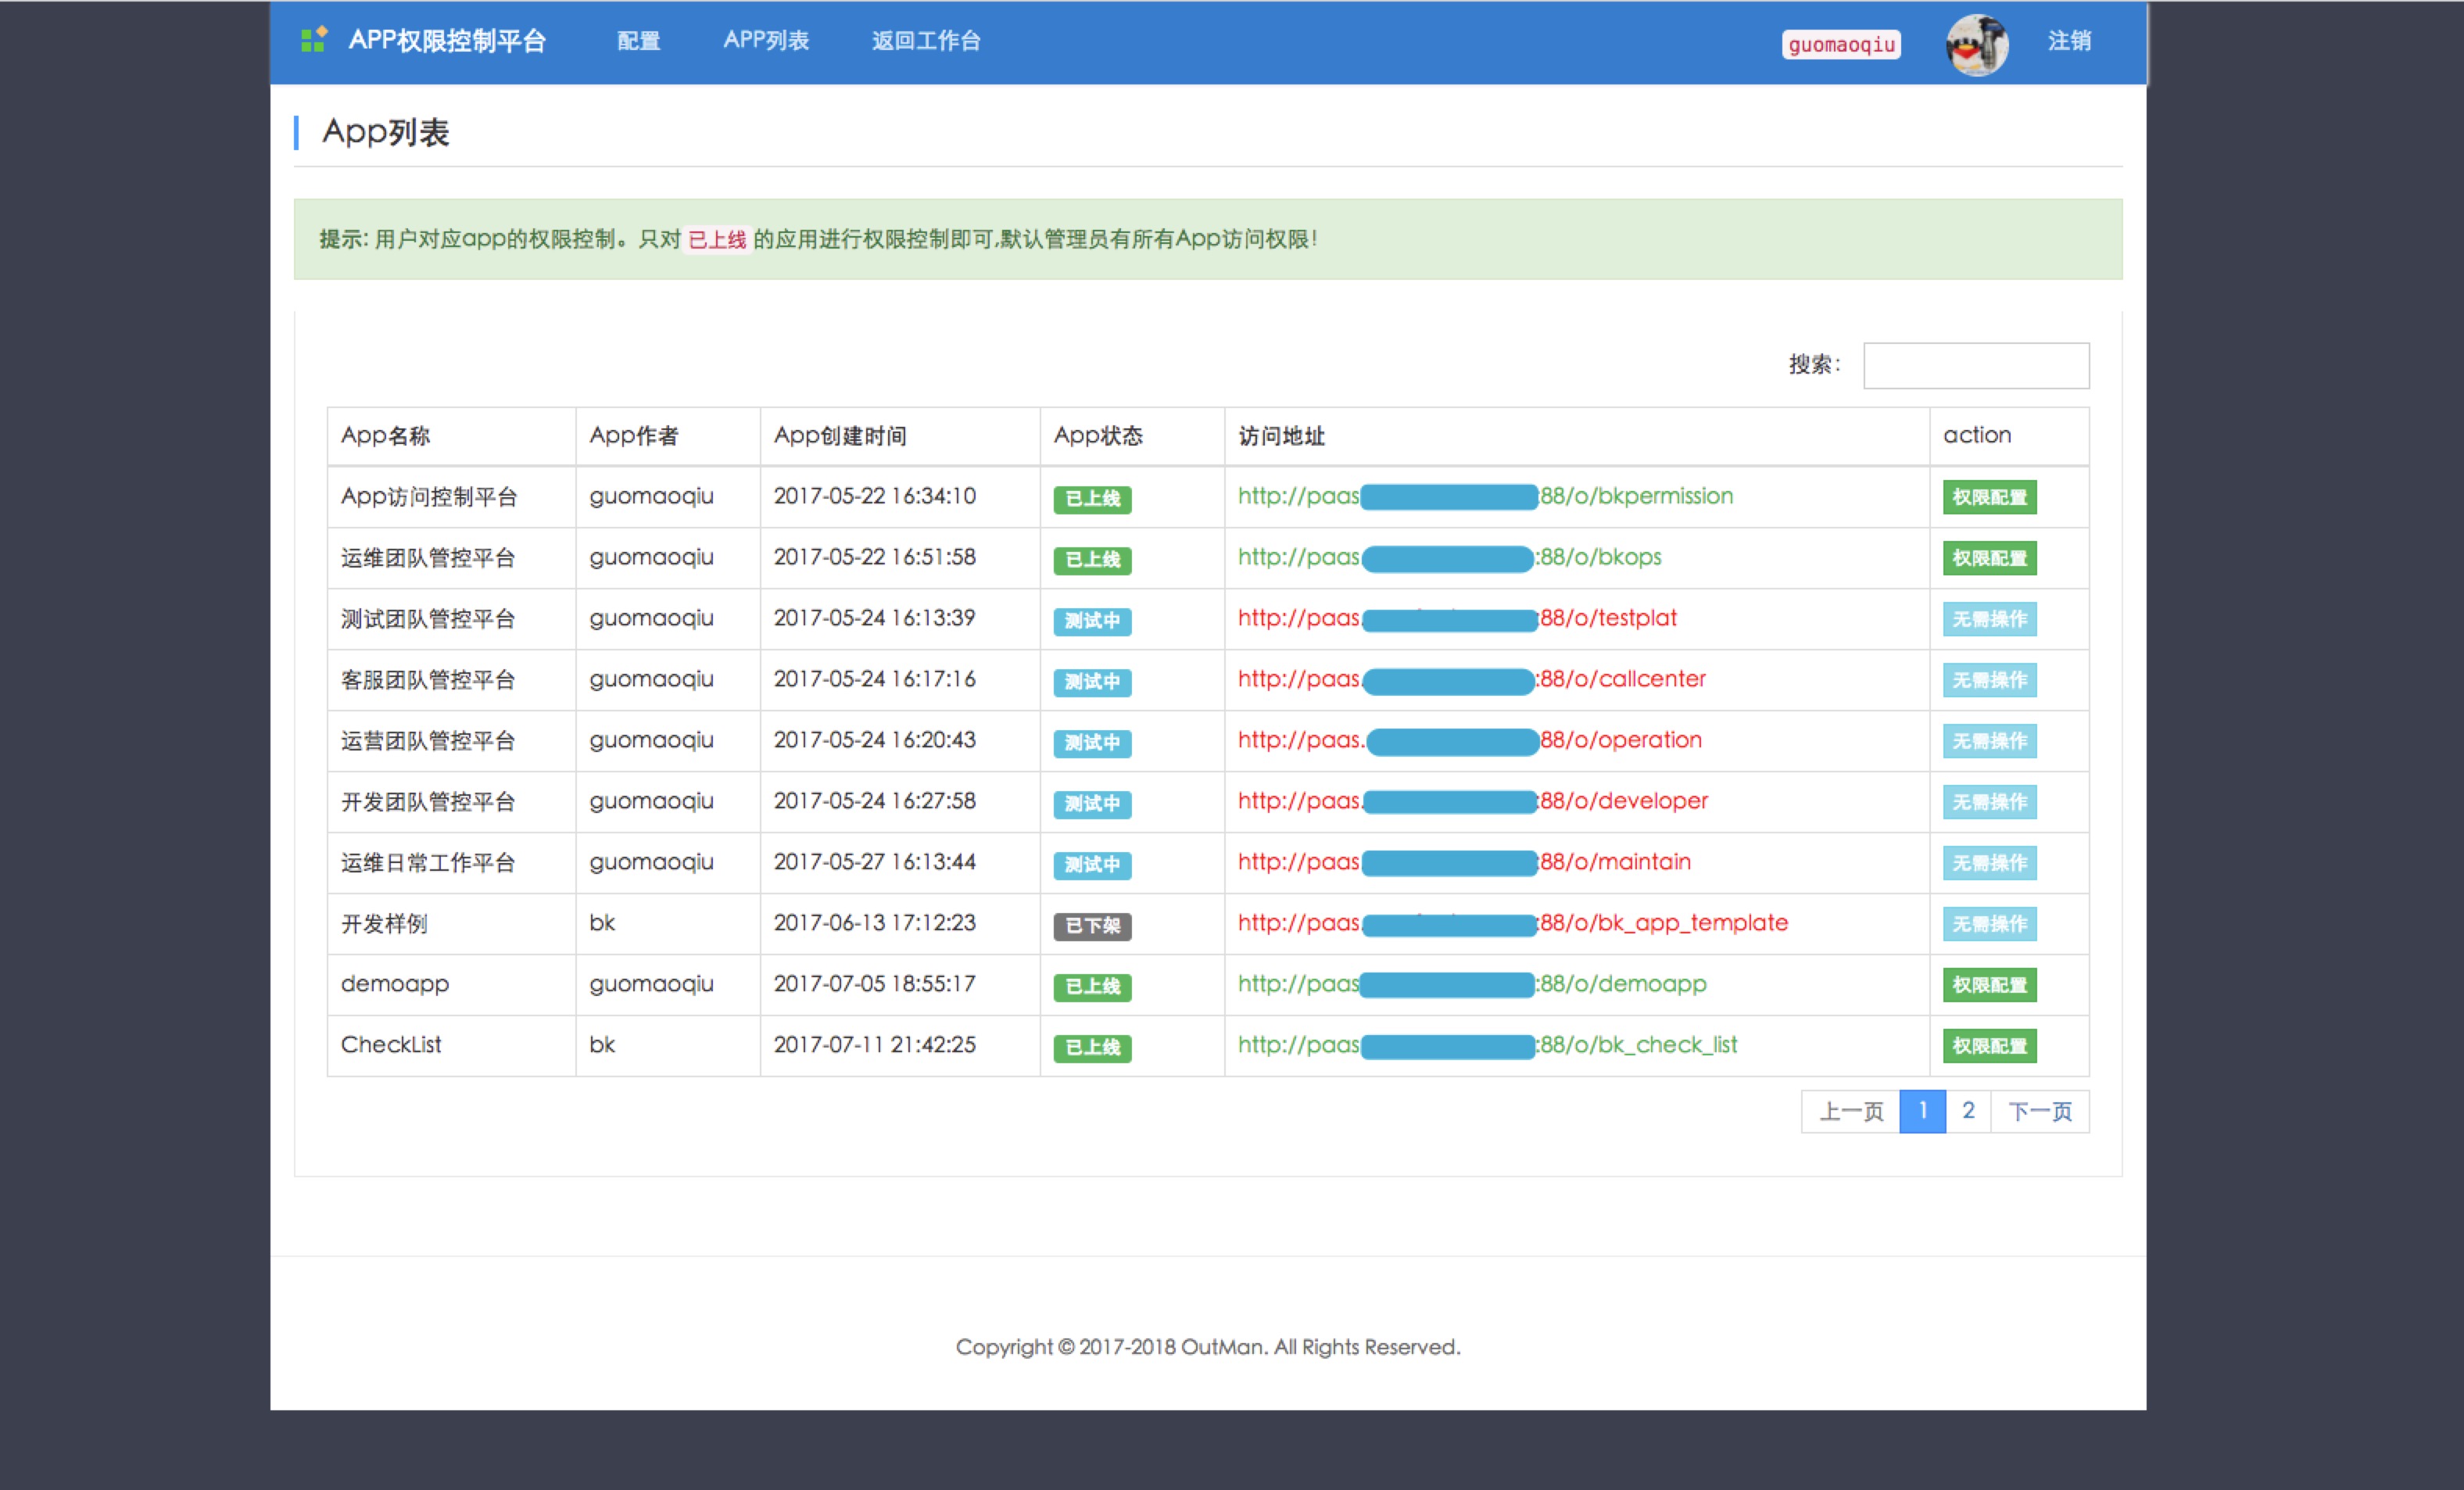 APP权限控制平台 配置 APP列表 返回工作台 guomaoqiu 注销
App列表
提示: 用户对应app的权限控制。只对 已上线 的应用进行权限控制即可,默认管理员有所有App访问权限!
搜索:
App名称 App作者 App创建时间 App状态 访问地址 action
App访问控制平台 guomaoqiu 2017-05-22 16:34:10 已上线 http://paas :88/o/bkpermission 权限配置
运维团队管控平台 guomaoqiu 2017-05-22 16:51:58 已上线 http://paas :88/o/bkops 权限配置
测试团队管控平台 guomaoqiu 2017-05-24 16:13:39 测试中 http://paas. :88/o/testplat 无需操作
客服团队管控平台 guomaoqiu 2017-05-24 16:17:16 测试中 http://paas. :88/o/callcenter 无需操作
运营团队管控平台 guomaoqiu 2017-05-24 16:20:43 测试中 http://paas. 88/o/operation 无需操作
开发团队管控平台 guomaoqiu 2017-05-24 16:27:58 测试中 http://paas. :88/o/developer 无需操作
运维日常工作平台 guomaoqiu 2017-05-27 16:13:44 测试中 http://paas :88/o/maintain 无需操作
开发样例 bk 2017-06-13 17:12:23 已下架 http://paas. :88/o/bk_app_template 无需操作
demoapp guomaoqiu 2017-07-05 18:55:17 已上线 http://paas :88/o/demoapp 权限配置
CheckList bk 2017-07-11 21:42:25 已上线 http://paas :88/o/bk_check_list 权限配置
上一页 1 2 下一页
Copyright © 2017-2018 OutMan. All Rights Reserved.